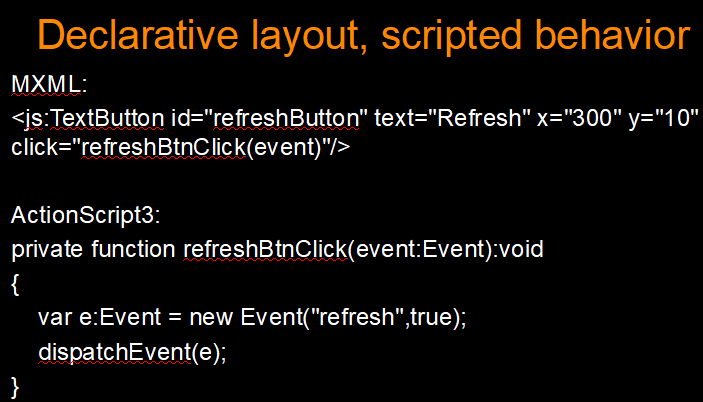 Declarative layout, scripted behavior
MXML:
<js:TextButton id="refreshButton" text="Refresh" x="300" y="10"
click="refreshBtnClick(event)"/>
ActionScript3:
private function refreshBtnClick(event:Event):void
{
var e:Event = new Event("refresh",true);
dispatchEvent(e);
}